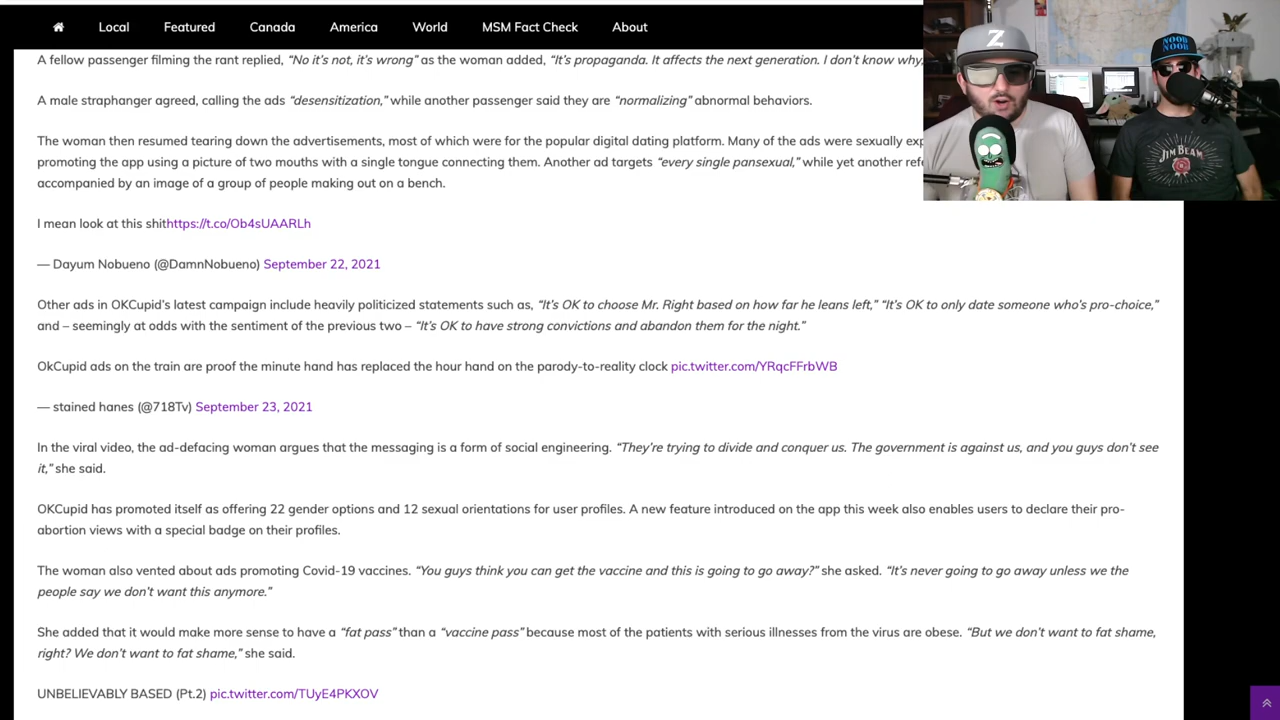 Local Featured Canada America World MSM Fact Check About
A fellow passenger filming the rant replied, “No it’s not, it’s wrong” as the woman added, “It’s propaganda. It affects the next generation. I don’t know why,
A male straphanger agreed, calling the ads “desensitization,” while another passenger said they are “normalizing” abnormal behaviors.
The woman then resumed tearing down the advertisements, most of which were for the popular digital dating platform. Many of the ads were sexually
promoting the app using a picture of two mouths with a single tongue connecting them. Another ad targets “every single pansexual,” while yet another
accompanied by an image of a group of people making out on a bench.
I mean look at this shithttps://t.co/Ob4sUAARLh
— Dayum Nobueno (@DamnNobueno) September 22, 2021
Other ads in OKCupid’s latest campaign include heavily politicized statements such as, “It’s OK to choose Mr. Right based on how far he leans left,” “It’s OK to only date someone who’s pro-choice,”
and – seemingly at odds with the sentiment of the previous two – “It’s OK to have strong convictions and abandon them for the night.”
OkCupid ads on the train are proof the minute hand has replaced the hour hand on the parody-to-reality clock pic.twitter.com/YRqcFFrbWB
— stained hanes (@718Tv) September 23, 2021
In the viral video, the ad-defacing woman argues that the messaging is a form of social engineering. “They’re trying to divide and conquer us. The government is against us, and you guys don’t see
it,” she said.
OKCupid has promoted itself as offering 22 gender options and 12 sexual orientations for user profiles. A new feature introduced on the app this week also enables users to declare their pro-
abortion views with a special badge on their profiles.
The woman also vented about ads promoting Covid-19 vaccines. “You guys think you can get the vaccine and this is going to go away?” she asked. “It’s never going to go away unless we the
people say we don’t want this anymore.”
She added that it would make more sense to have a “fat pass” than a “vaccine pass” because most of the patients with serious illnesses from the virus are obese. “But we don’t want to fat shame,
right? We don’t want to fat shame,” she said.
UNBELIEVABLY BASED (Pt.2) pic.twitter.com/TUyE4PKXOV
Z
NOOB
NOOB
JIM BEAM